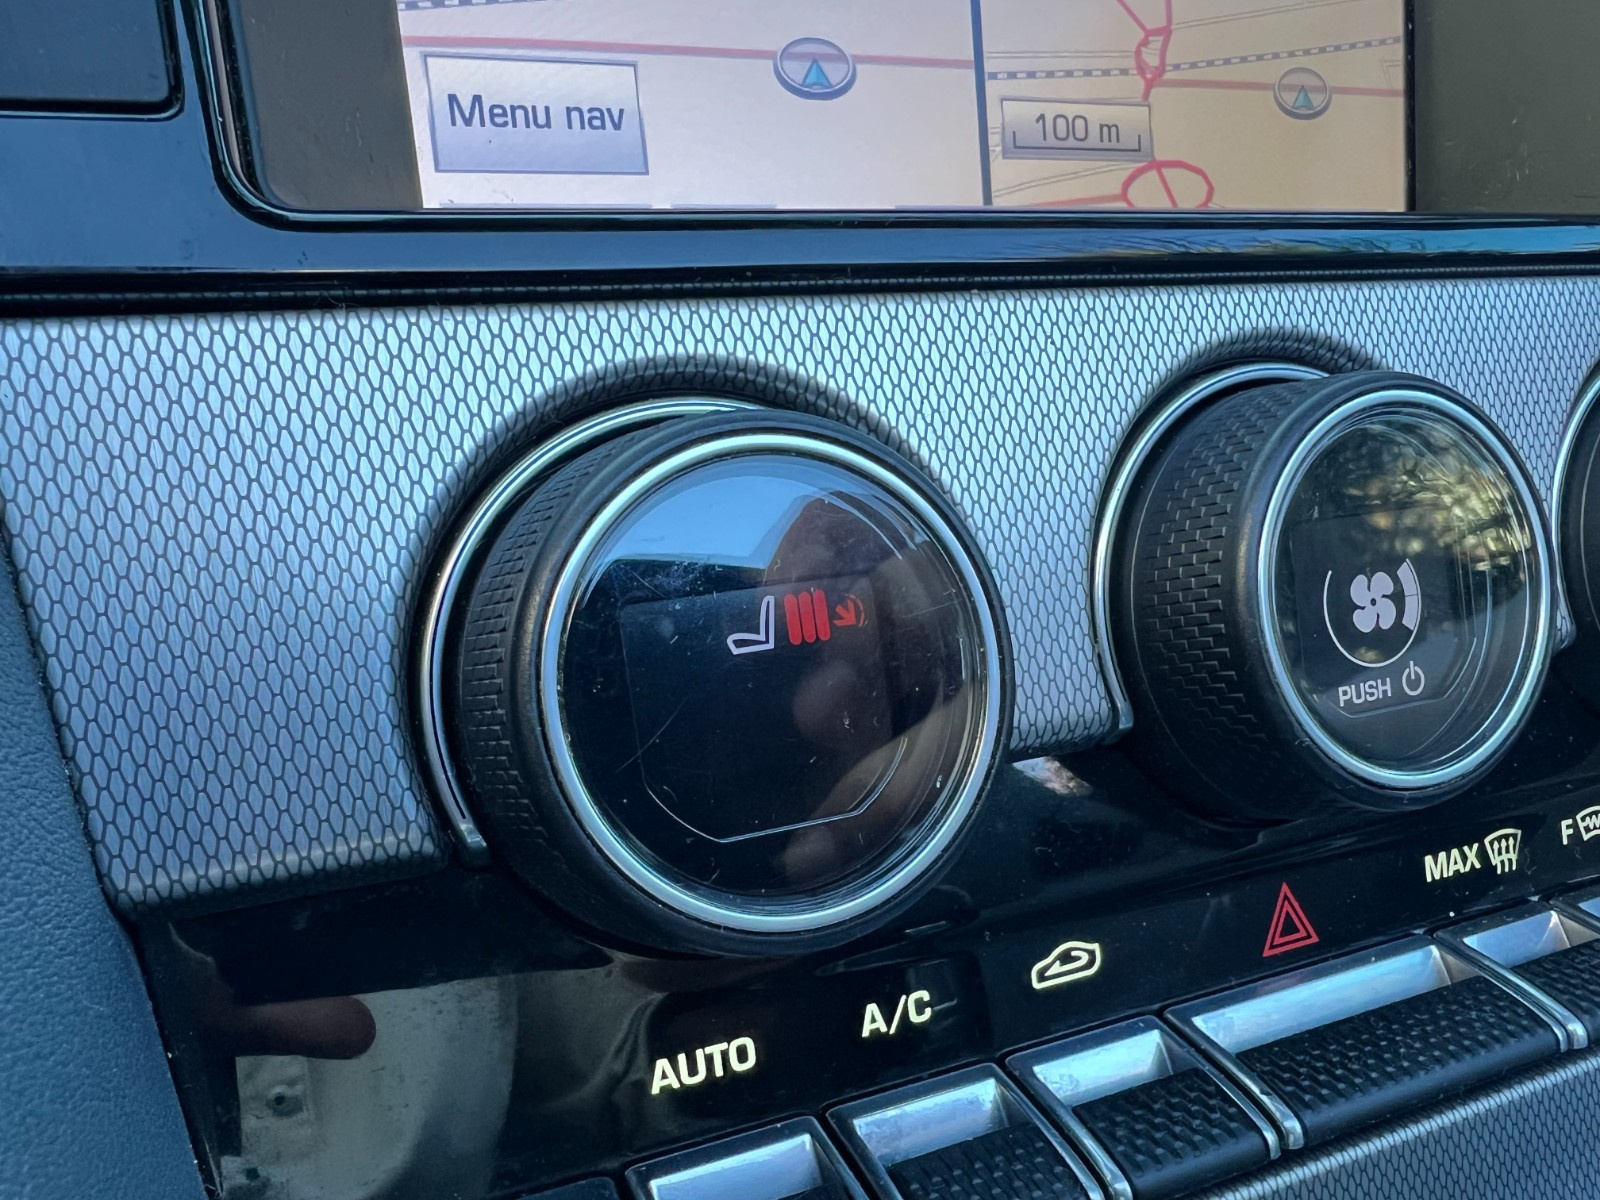 Menu nav
100 m
PUSH
MAX
F
A/C
AUTO